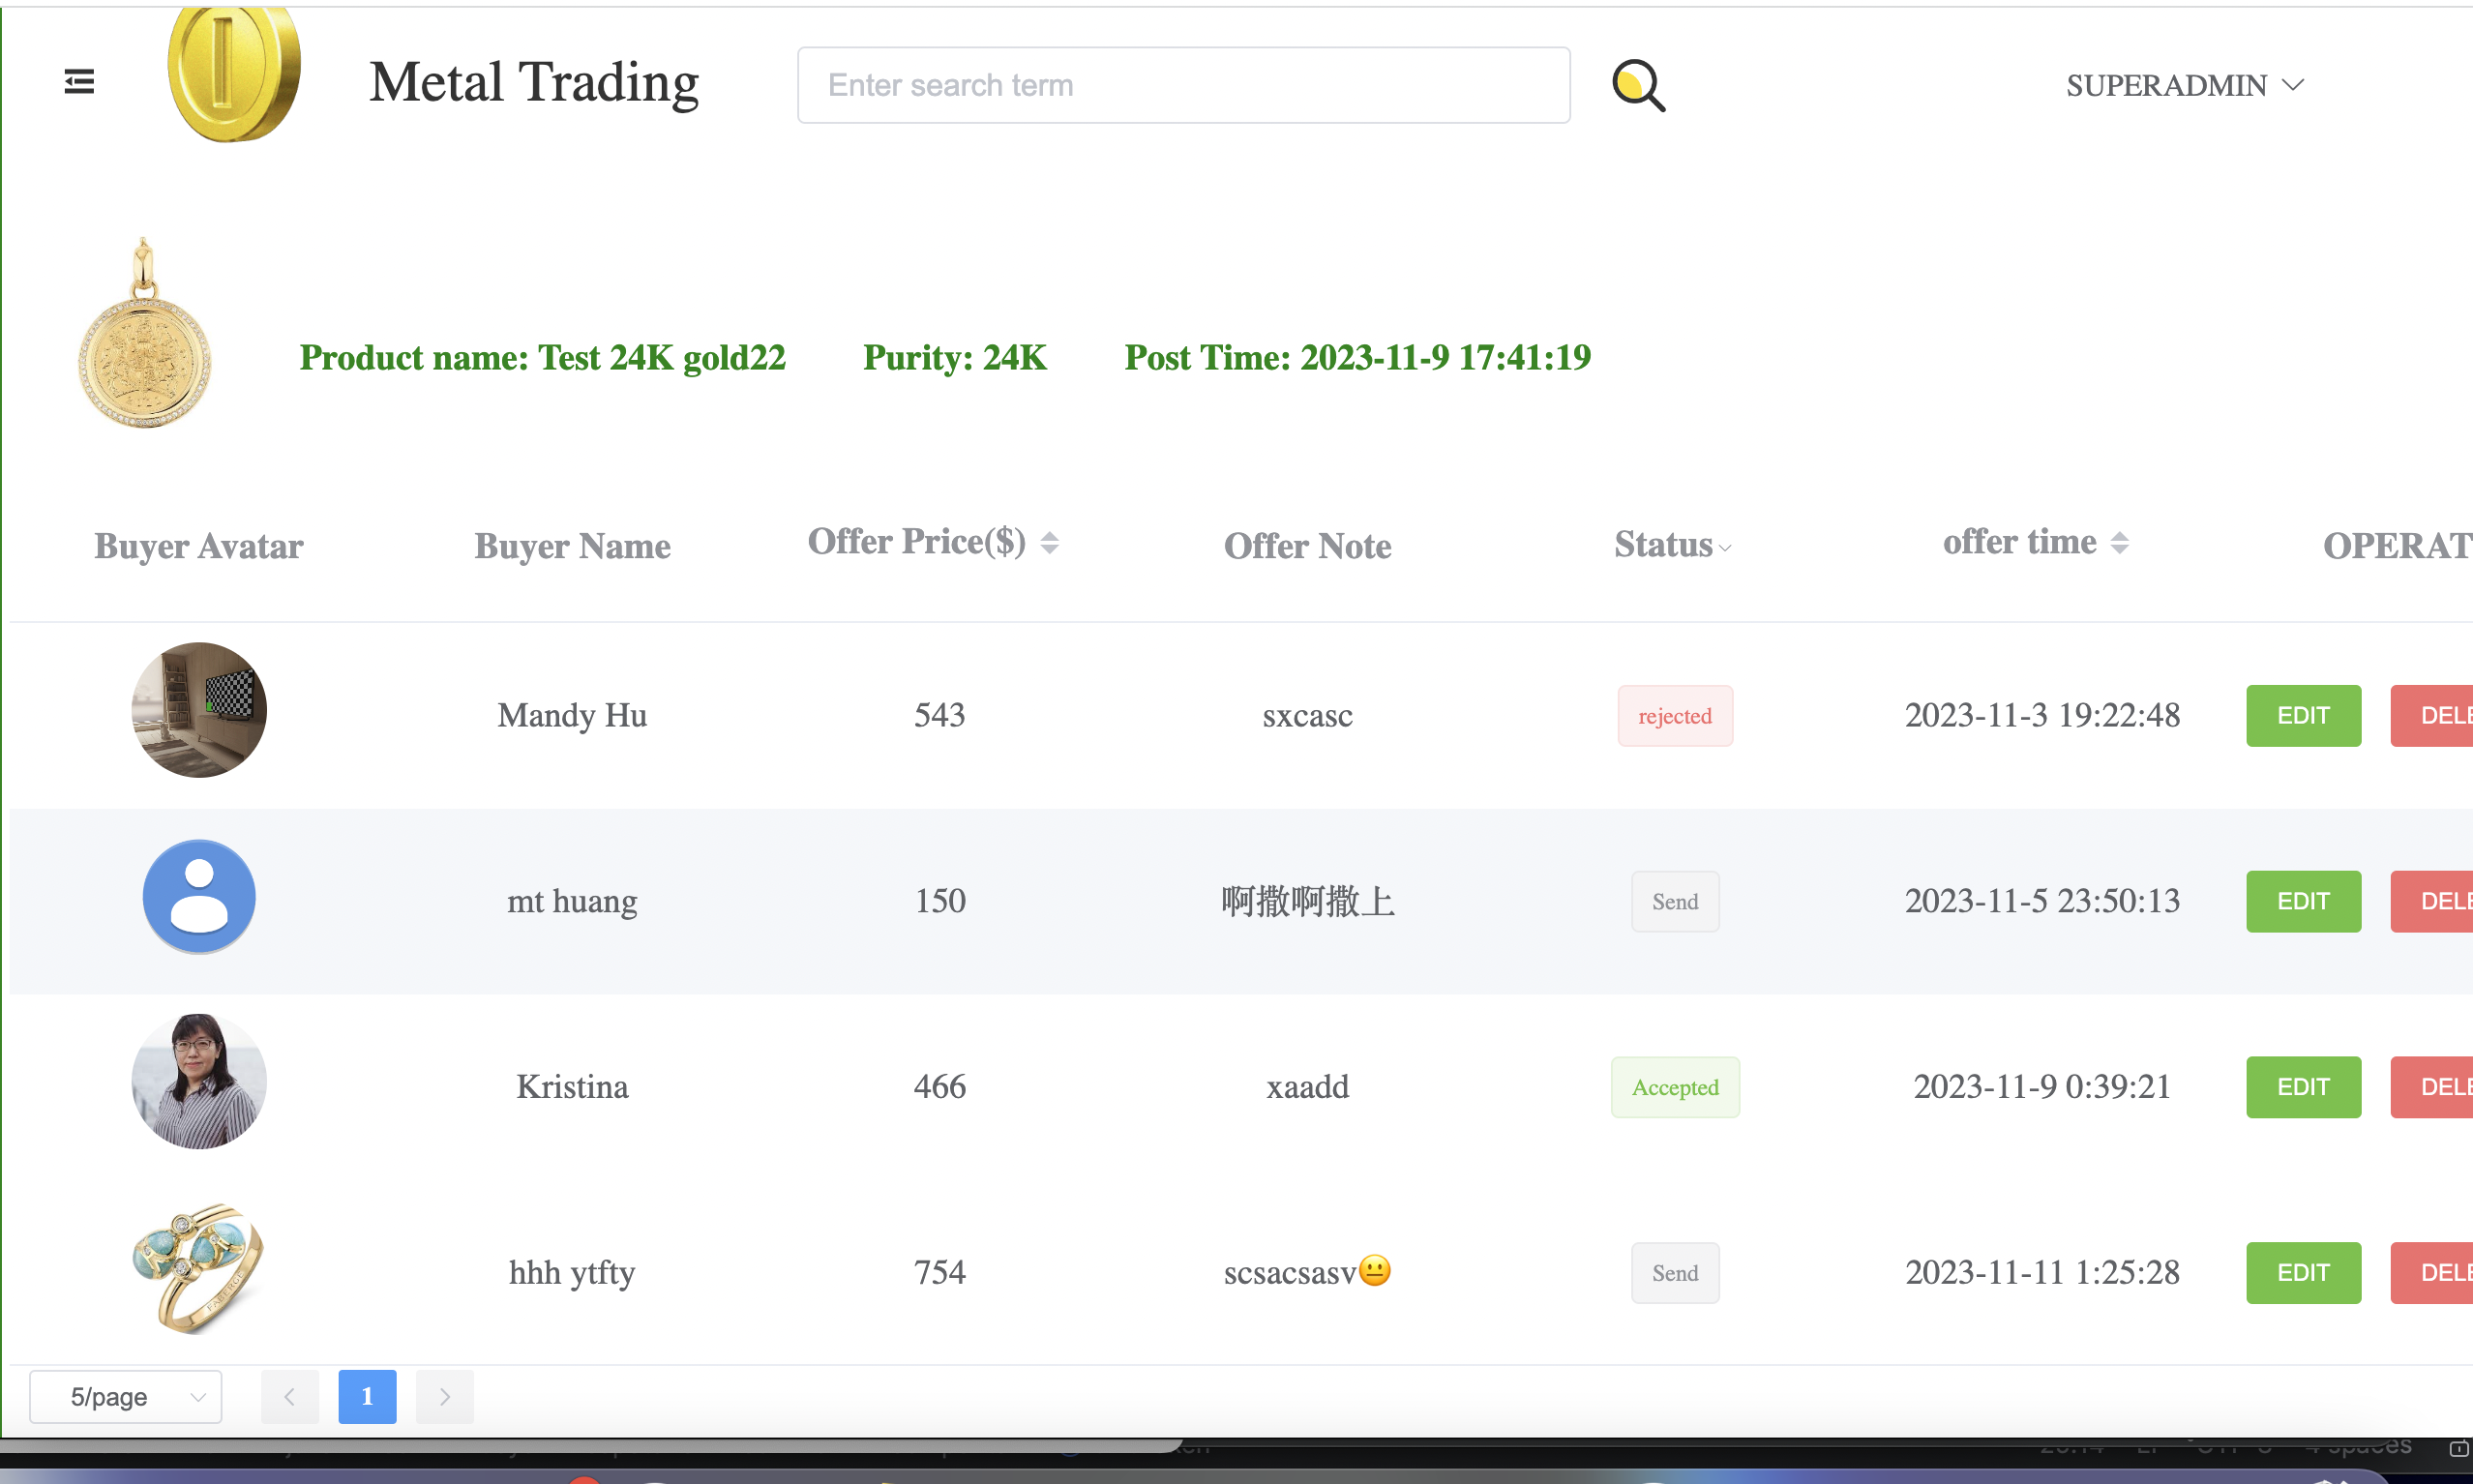 Metal Trading
Enter search term
SUPERADMIN
Product name: Test 24K gold22 Purity: 24K Post Time: 2023-11-9 17:41:19
Buyer Avatar Buyer Name Offer Price($) Offer Note Status offer time OPERAT
Mandy Hu 543 sxcasc rejected 2023-11-3 19:22:48 EDIT DELE
mt huang 150 啊撒啊撒上 Send 2023-11-5 23:50:13 EDIT DELE
Kristina 466 xaadd Accepted 2023-11-9 0:39:21 EDIT DELE
FABERGÉ
hhh ytfty 754 scsacsasv😐 Send 2023-11-11 1:25:28 EDIT DELE
5/page 1